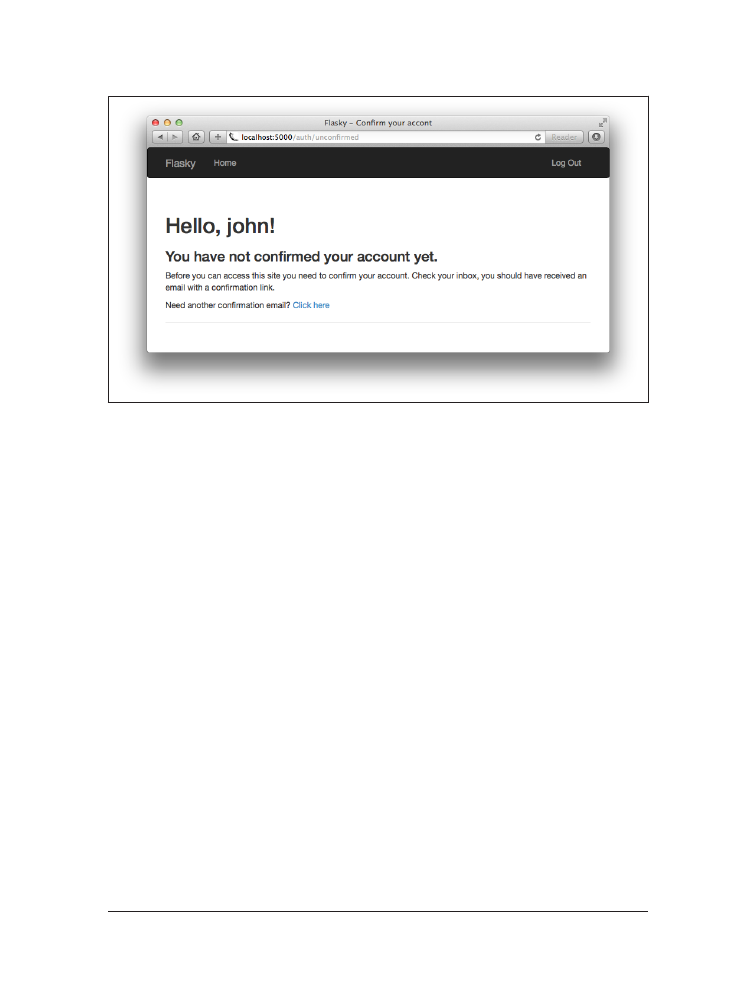 Flasky – Confirm your accont
localhost:5000/auth/unconfirmed
Reader
Flasky Home Log Out
Hello, john!
You have not confirmed your account yet.
Before you can access this site you need to confirm your account. Check your inbox, you should have received an
email with a confirmation link.
Need another confirmation email? Click here